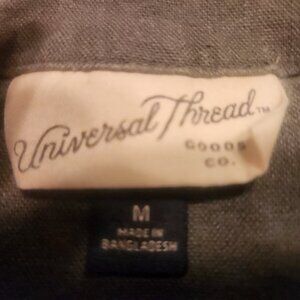 Universal Thread™
GOODS
CO.
M
MADE IN
BANGLADESH